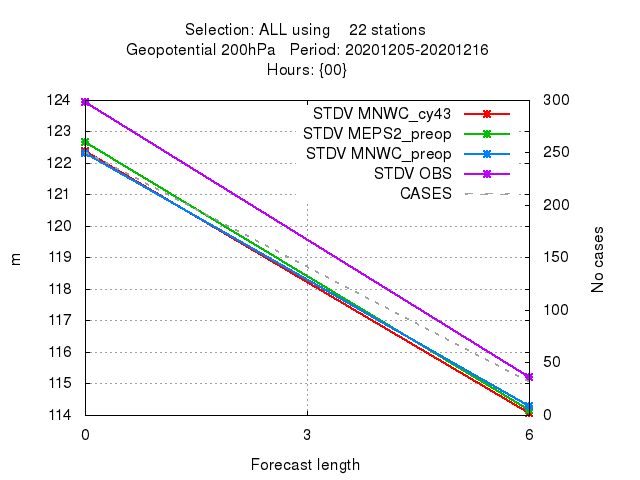 Selection: ALL using    22 stations
Geopotential 200hPa   Period: 20201205-20201216
Hours: {00}
124
123
122
121
120
119
118
117
116
115
114
300
250
200
150
100
50
0
STDV MNWC_cy43
STDV MEPS2_preop
STDV MNWC_preop
STDV OBS
CASES
m
No cases
0
3
6
Forecast length